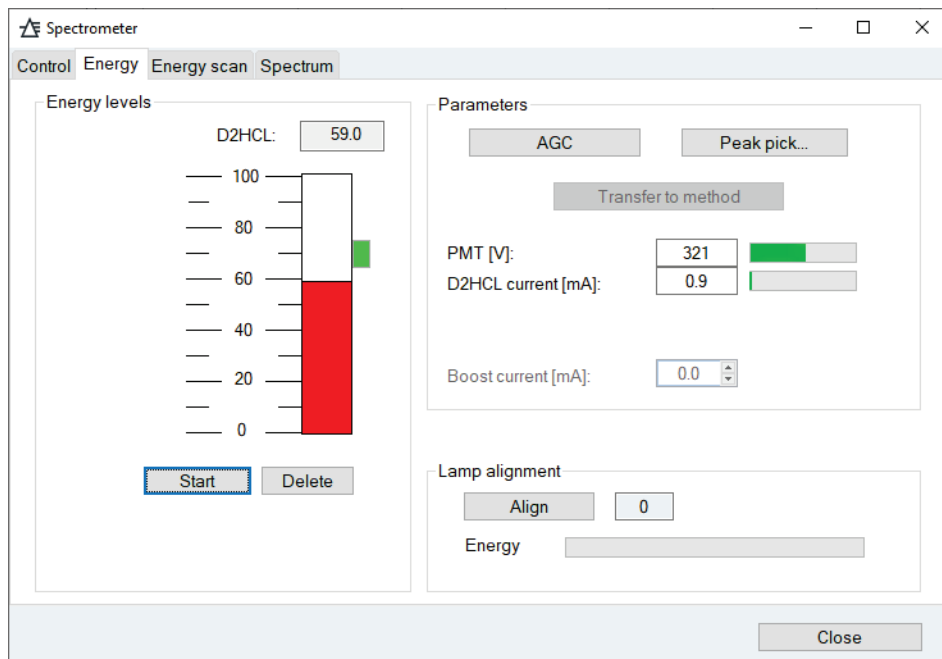 Spectrometer
Control Energy Energy scan Spectrum
Energy levels
D2HCL: 59.0
100
80
60
40
20
0
Start Delete
Parameters
AGC Peak pick...
Transfer to method
PMT [V]: 321
D2HCL current [mA]: 0.9
Boost current [mA]: 0.0
Lamp alignment
Align 0
Energy
Close